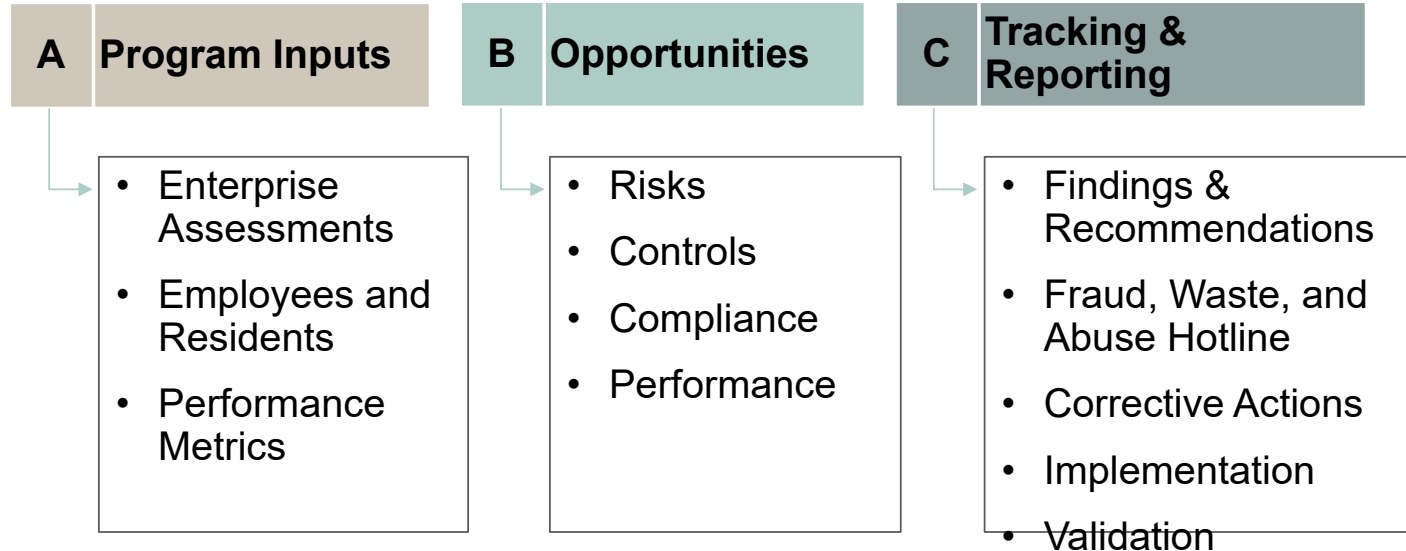 A
Program Inputs
• Enterprise
Assessments
• Employees and
Residents
• Performance
Metrics
B
Opportunities
• Risks
• Controls
• Compliance
• Performance
C
Tracking &
Reporting
• Findings &
Recommendations
• Fraud, Waste, and
Abuse Hotline
• Corrective Actions
• Implementation
• Validation